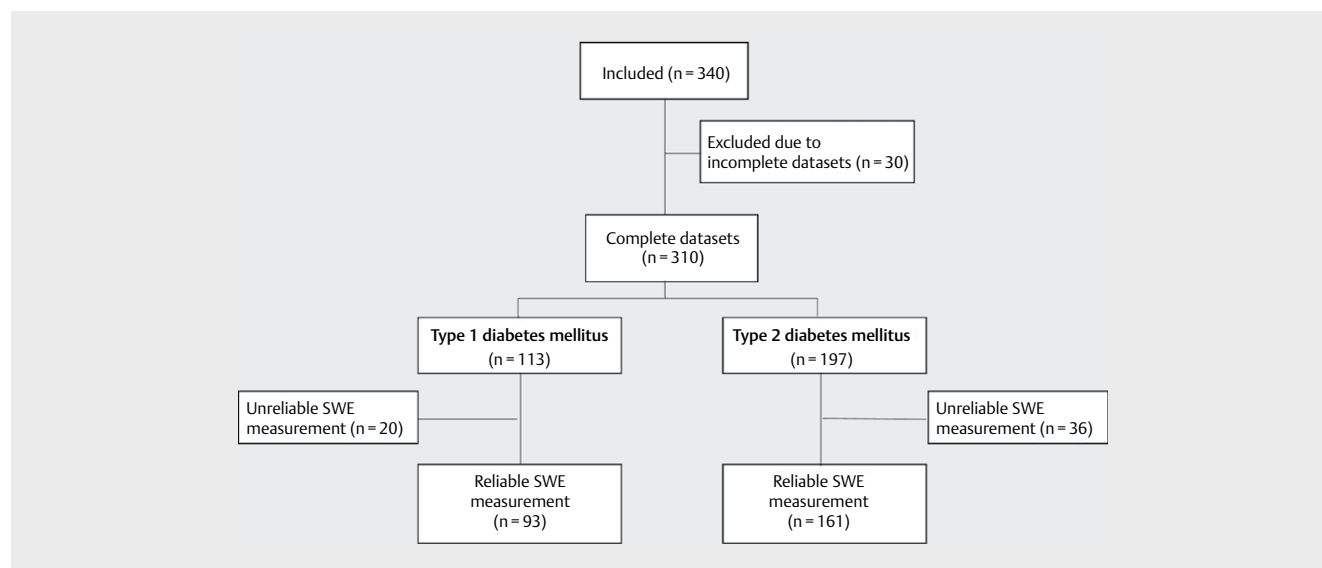 Included (n = 340)
Excluded due to
incomplete datasets (n = 30)
Complete datasets
(n = 310)
Type 1 diabetes mellitus
(n = 113)
Type 2 diabetes mellitus
(n = 197)
Unreliable SWE
measurement (n = 20)
Unreliable SWE
measurement (n = 36)
Reliable SWE
measurement
(n = 93)
Reliable SWE
measurement
(n = 161)